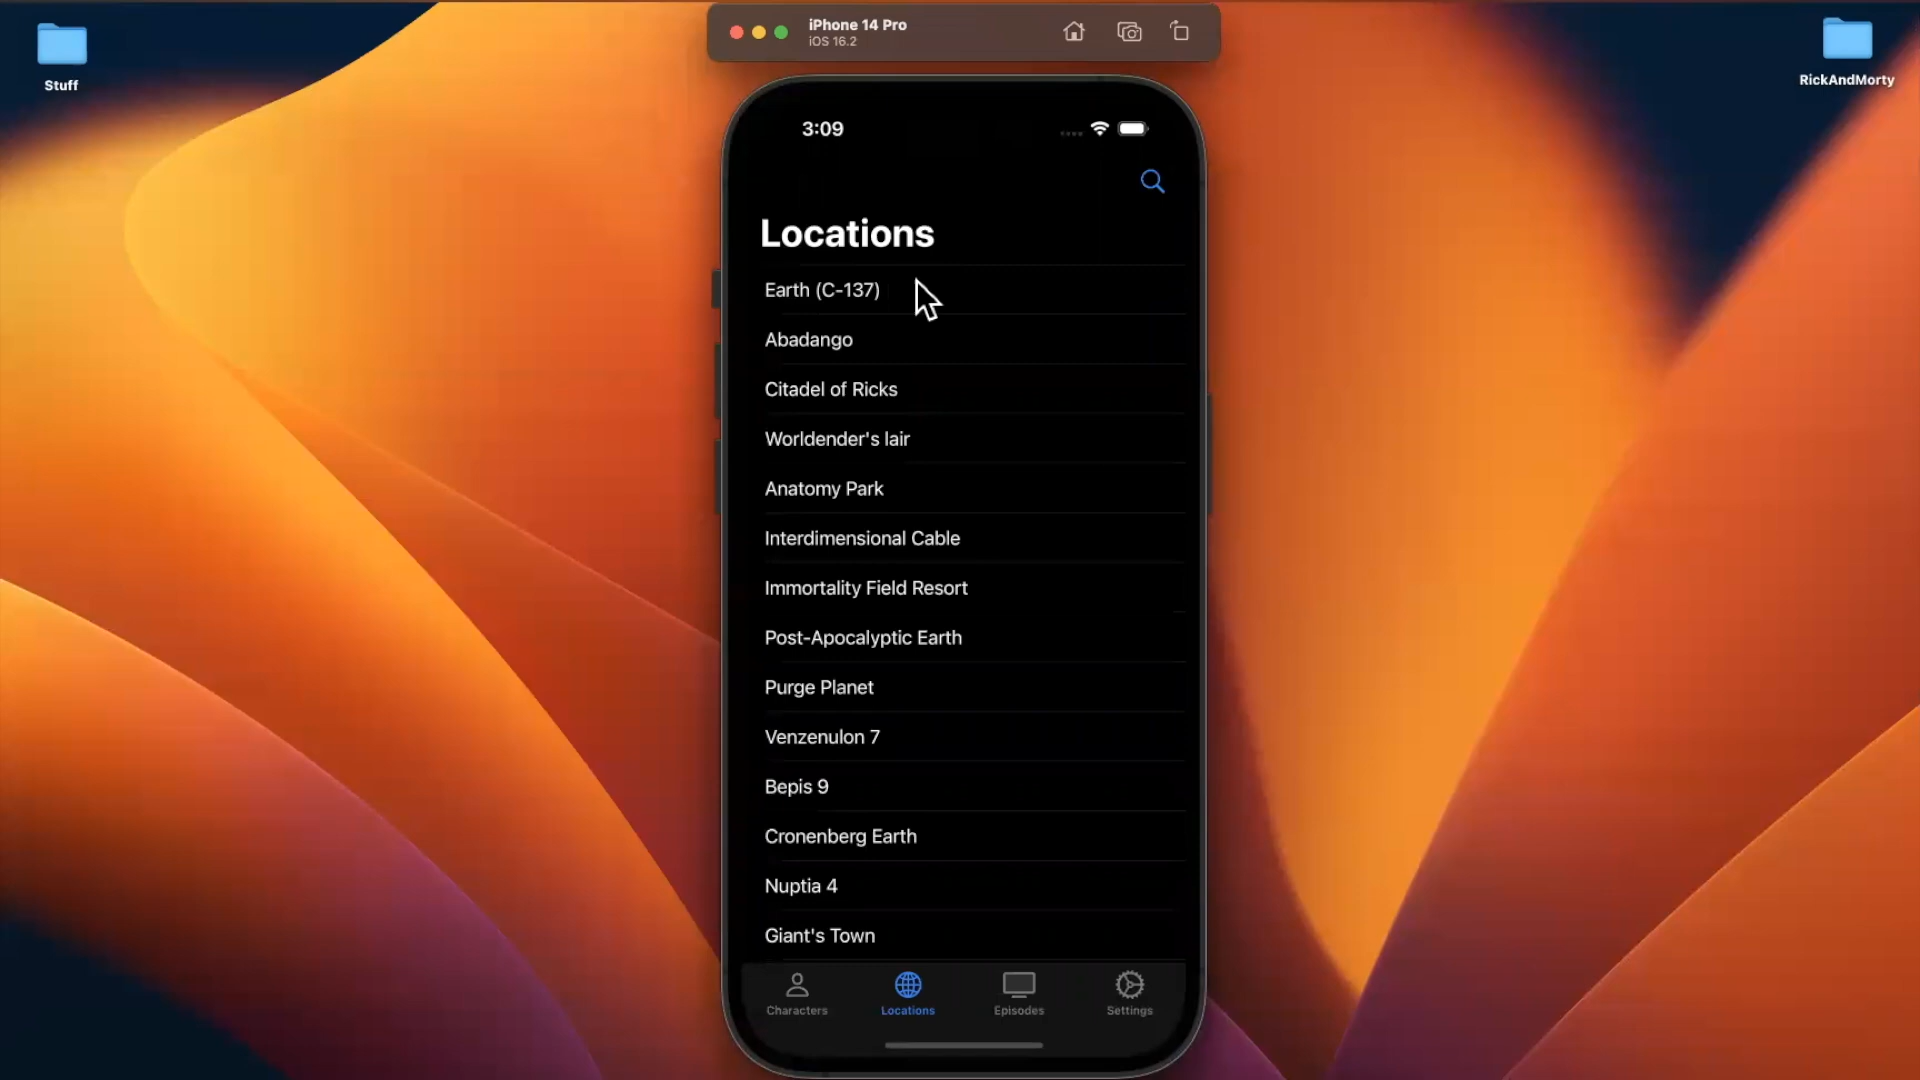 iPhone 14 Pro
iOS 16.2
Stuff
RickAndMorty
3:09
Locations
Earth (C-137)
Abadango
Citadel of Ricks
Worldender's lair
Anatomy Park
Interdimensional Cable
Immortality Field Resort
Post-Apocalyptic Earth
Purge Planet
Venzenulon 7
Bepis 9
Cronenberg Earth
Nuptia 4
Giant's Town
Characters
Locations
Episodes
Settings